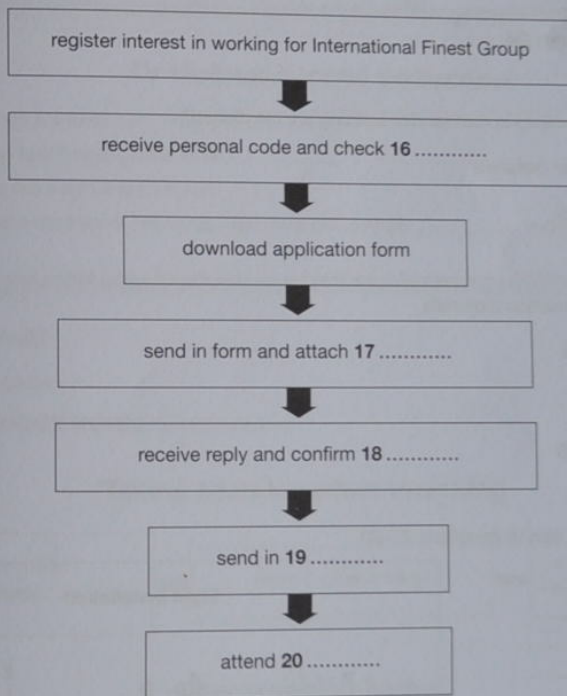 register interest in working for International Finest Group
receive personal code and check 16............
download application form
send in form and attach 17............
receive reply and confirm 18............
send in 19............
attend 20............